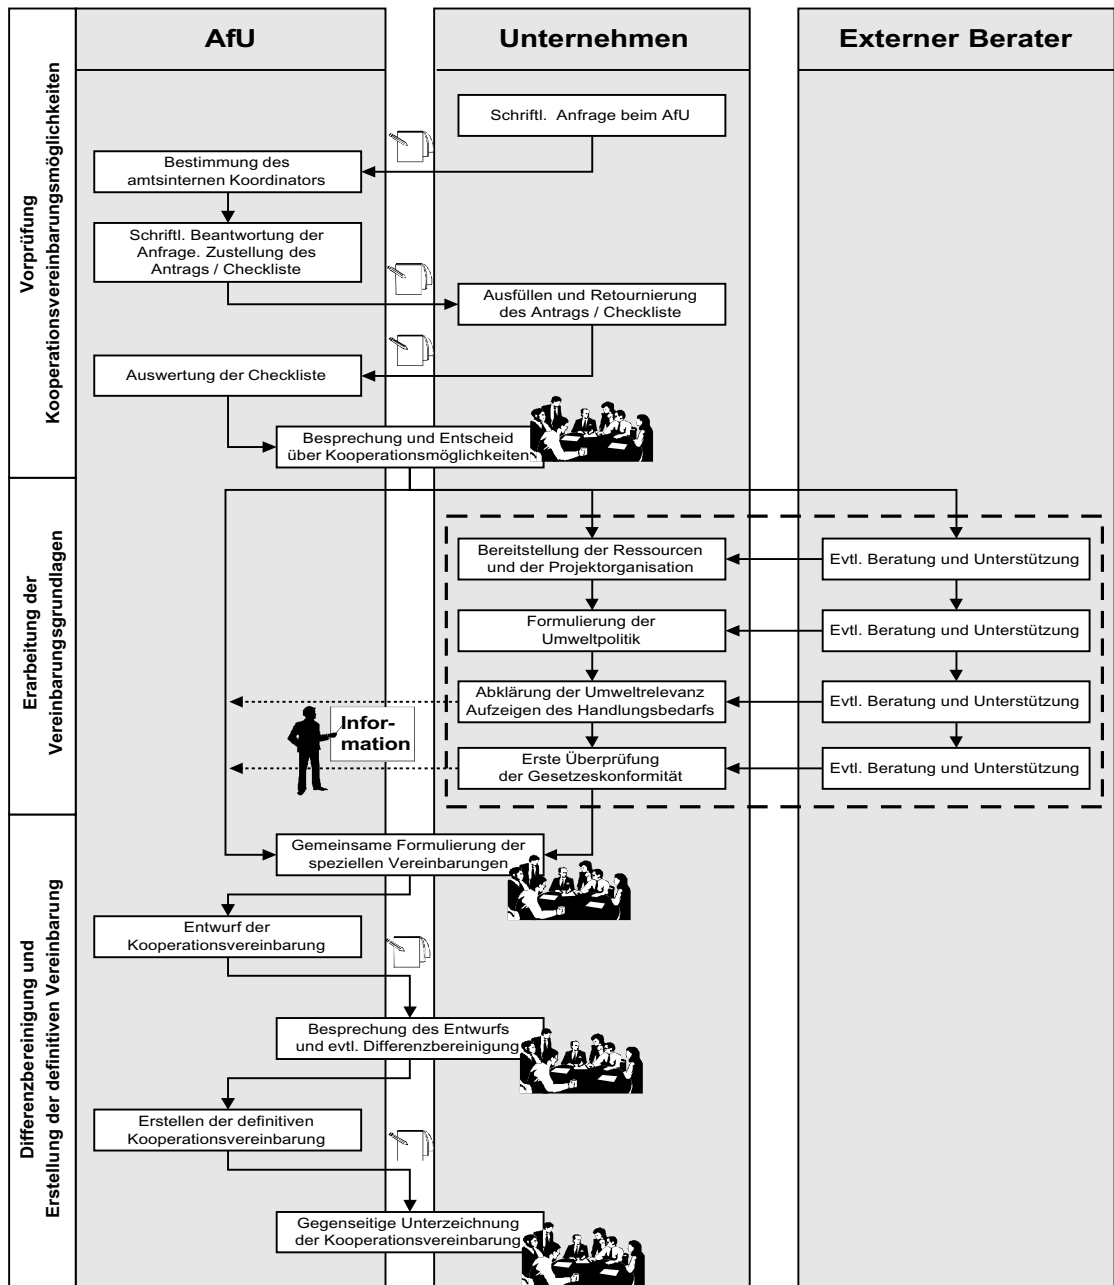 AfU
Unternehmen
Externer Berater
Vorprüfung
Kooperationsvereinbarungsmöglichkeiten
Schriftl. Anfrage beim AfU
Bestimmung des
amtsinternen Koordinators
Schriftl. Beantwortung der
Anfrage. Zustellung des
Antrags / Checkliste
Ausfüllen und Retournierung
des Antrags / Checkliste
Auswertung der Checkliste
Besprechung und Entscheid
über Kooperationsmöglichkeiten
Erarbeitung der
Vereinbarungsgrundlagen
Bereitstellung der Ressourcen
und der Projektorganisation
Evtl. Beratung und Unterstützung
Formulierung der
Umweltpolitik
Evtl. Beratung und Unterstützung
Abklärung der Umweltrelevanz
Aufzeigen des Handlungsbedarfs
Evtl. Beratung und Unterstützung
Infor-
mation
Erste Überprüfung
der Gesetzeskonformität
Evtl. Beratung und Unterstützung
Differenzbereinigung und
Erstellung der definitiven Vereinbarung
Gemeinsame Formulierung der
speziellen Vereinbarungen
Entwurf der
Kooperationsvereinbarung
Besprechung des Entwurfs
und evtl. Differenzbereinigung
Erstellen der definitiven
Kooperationsvereinbarung
Gegenseitige Unterzeichnung
der Kooperationsvereinbarung